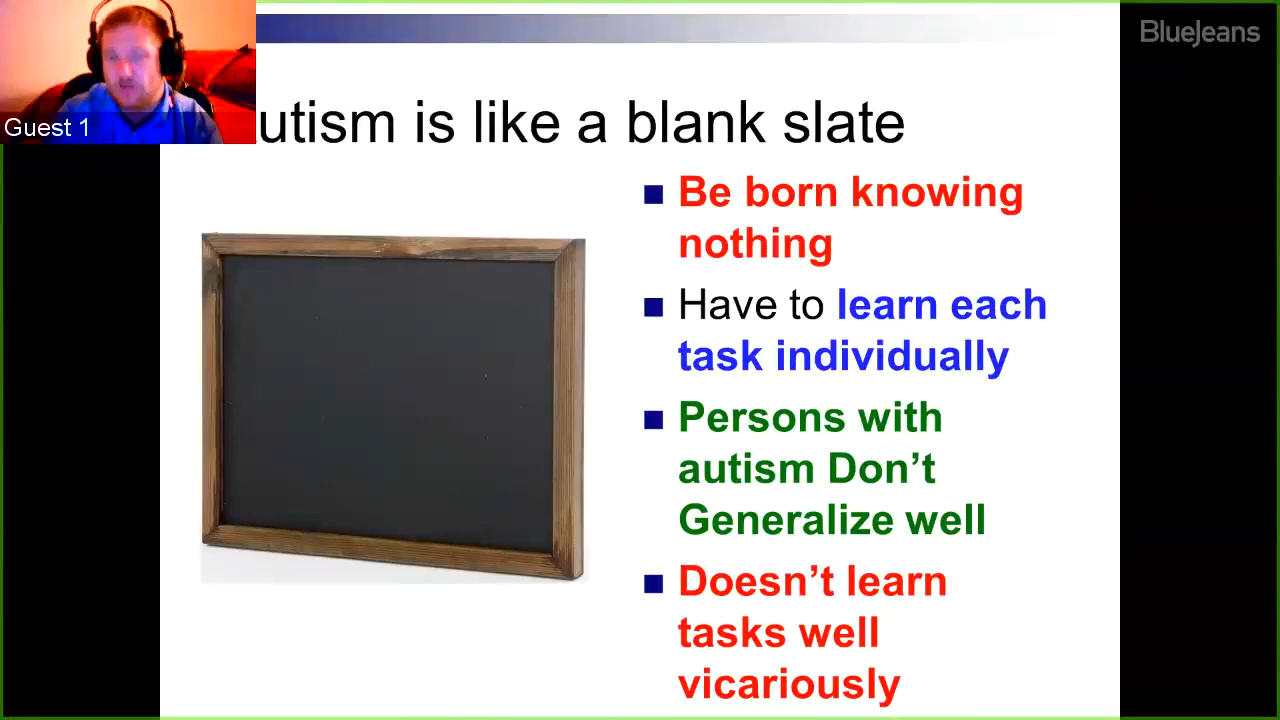 BlueJeans
Guest 1
utism is like a blank slate
Be born knowing
nothing
Have to learn each
task individually
Persons with
autism Don't
Generalize well
Doesn't learn
tasks well
vicariously